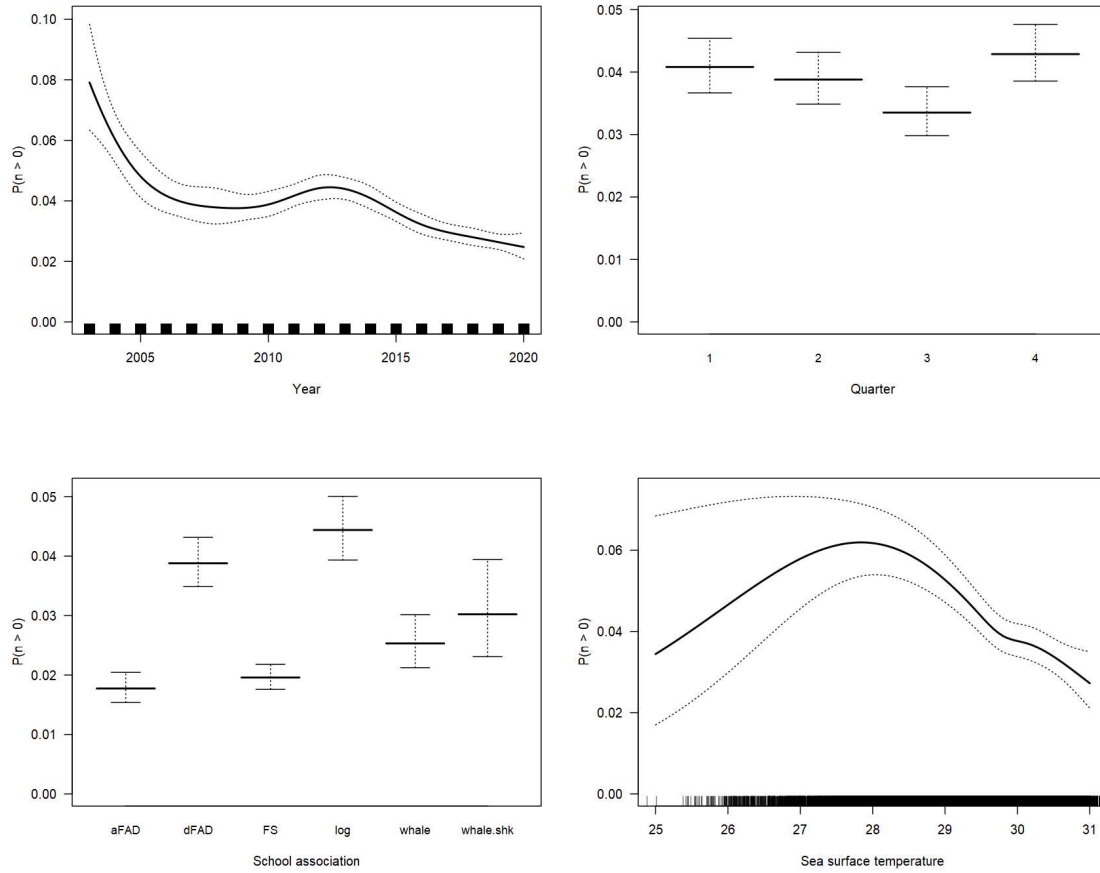 0.10
0.08
0.06
0.04
0.02
0.00
P(n > 0)
2005 2010 2015 2020
Year
0.05
0.04
0.03
0.02
0.01
0.00
P(n > 0)
1 2 3 4
Quarter
0.05
0.04
0.03
0.02
0.01
0.00
P(n > 0)
aFAD dFAD FS log whale whale.shk
School association
0.06
0.04
0.02
0.00
P(n > 0)
25 26 27 28 29 30 31
Sea surface temperature